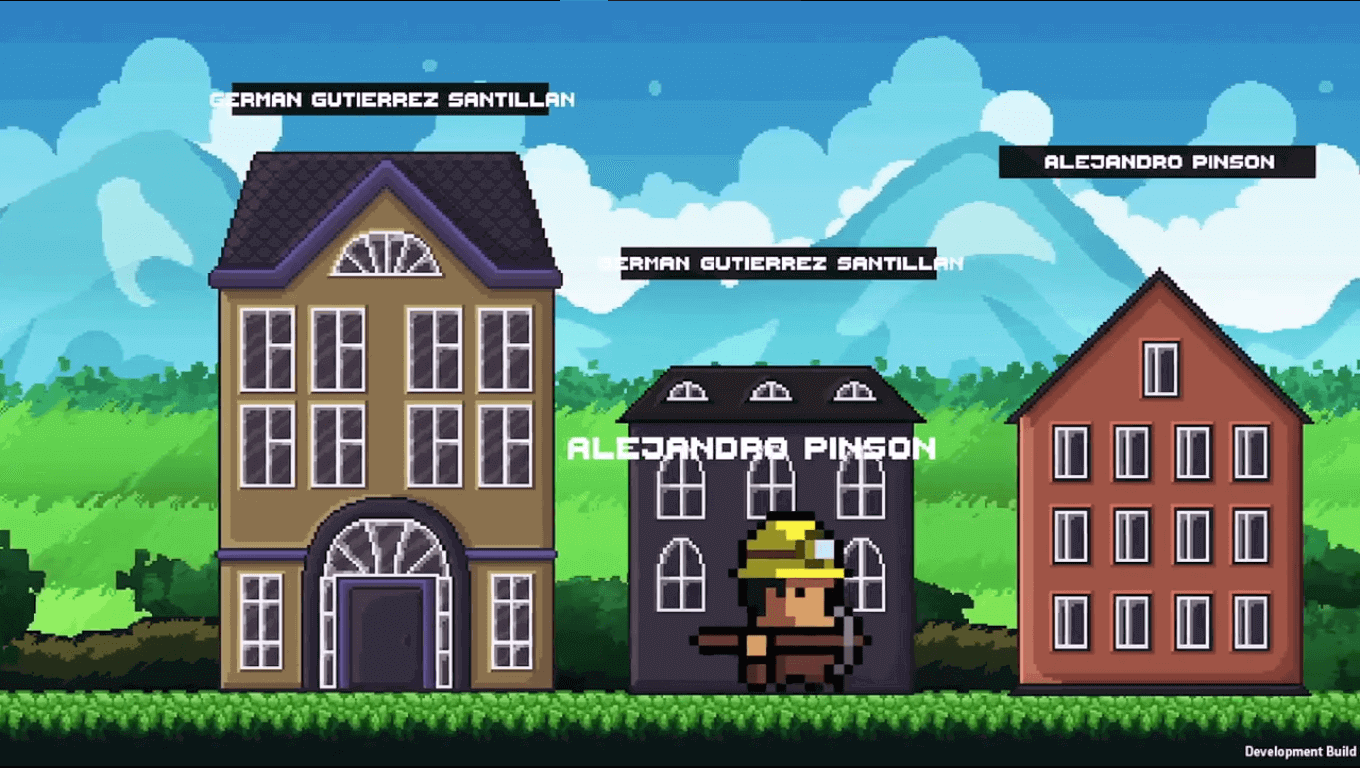 GERMAN GUTIERREZ SANTILLAN
ALEJANDRO PINSON
GERMAN GUTIERREZ SANTILLAN
ALEJANDRO PINSON
Development Build